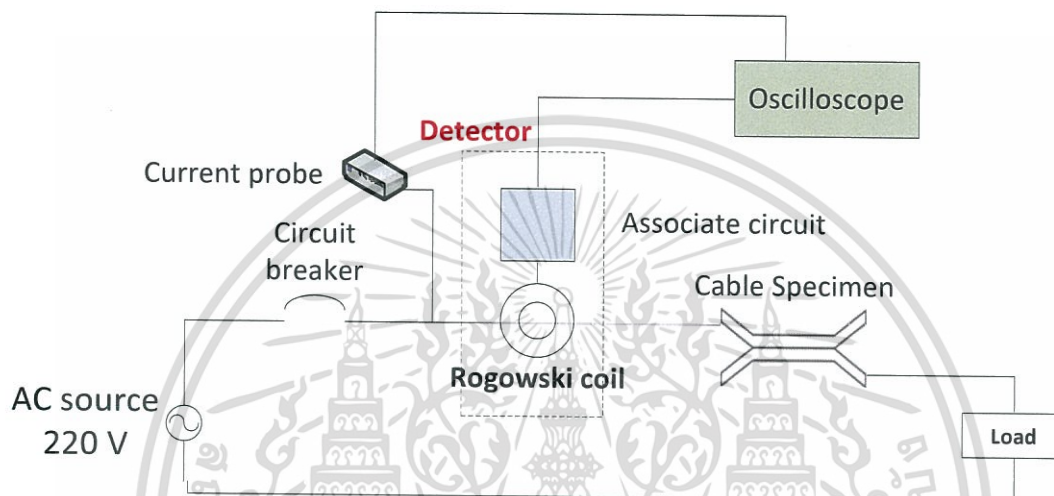 Oscilloscope
Detector
Current probe
Associate circuit
Circuit
breaker
Cable Specimen
Rogowski coil
AC source
220 V
Load